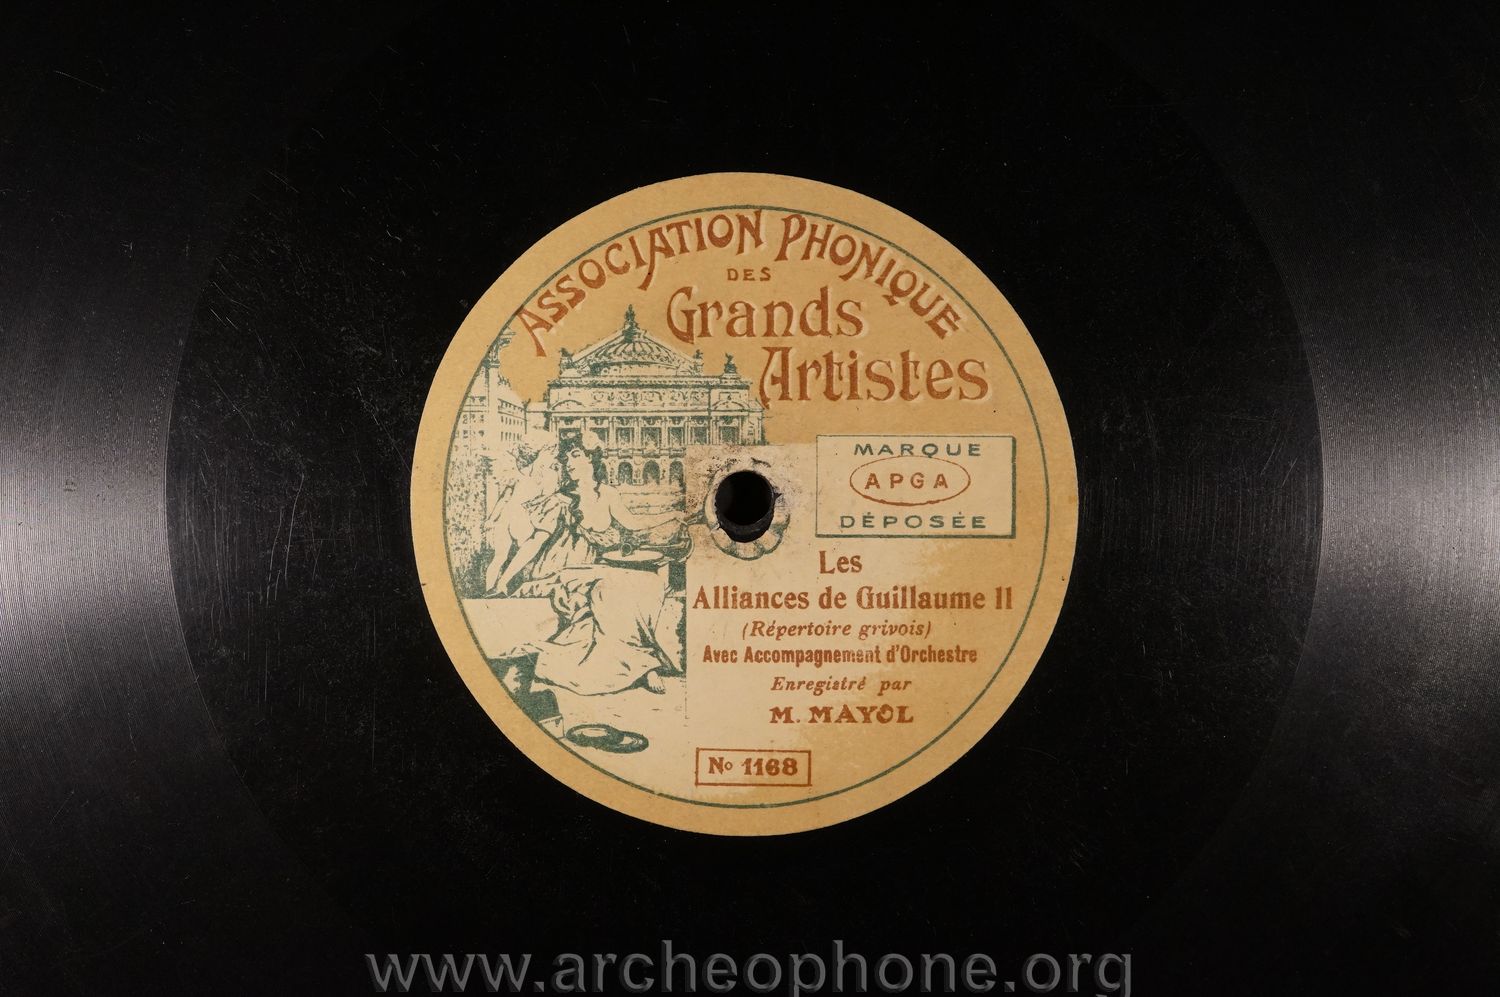 ASSOCIATION PHONIQUE
DES
Grands
Artistes
MARQUE
APGA
DÉPOSÉE
Les
Alliances de Guillaume II
(Répertoire grivois)
Avec Accompagnement d'Orchestre
Enregistré par
M. MAYOL
No 1168
www.archeophone.org